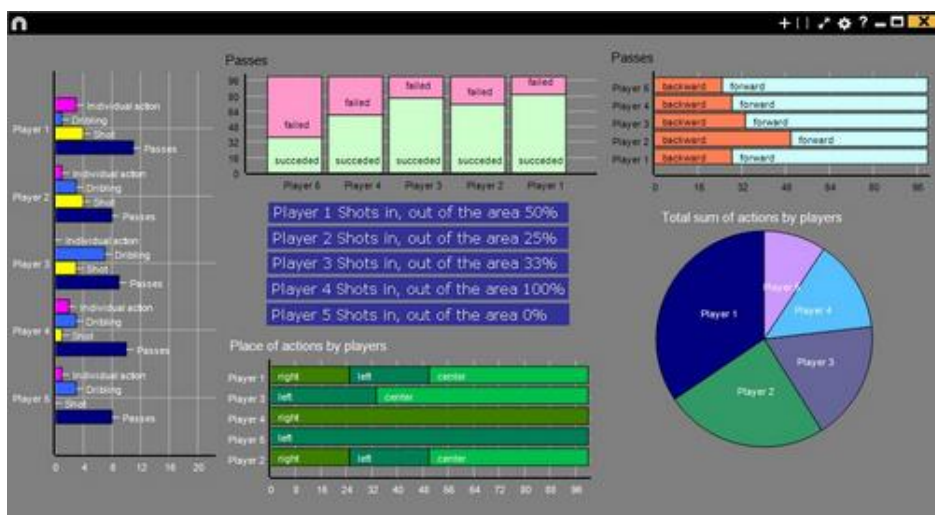 Passes
Passes
96
80
64
48
32
16
0
failed
failed
failed
failed
failed
succeded
succeded
succeded
succeded
succeded
Player 4
Player 3
Player 2
Player 1
backward
forward
Player 4
backward
forward
Player 3
backward
forward
Player 2
backward
forward
Player 1
backward
forward
0
16
32
48
64
80
96
Player 1
Individual action
Dribling
Shot
Passes
Player 2
Individual action
Dribling
Shot
Passes
Player 3
Individual action
Dribling
Shot
Passes
Player 4
Individual action
Dribling
Shot
Passes
Individual action
Dribling
Shot
Passes
0
4
8
12
16
20
Player 1 Shots in, out of the area 50%
Player 2 Shots in, out of the area 25%
Player 3 Shots in, out of the area 33%
Player 4 Shots in, out of the area 100%
Player 5 Shots in, out of the area 0%
Total sum of actions by players
Player 4
Player 1
Player 3
Player 2
Place of actions by players
Player 1
right
left
center
Player 3
left
center
Player 4
right
left
Player 2
right
left
center
0
8
16
24
32
40
48
56
64
72
80
88
96